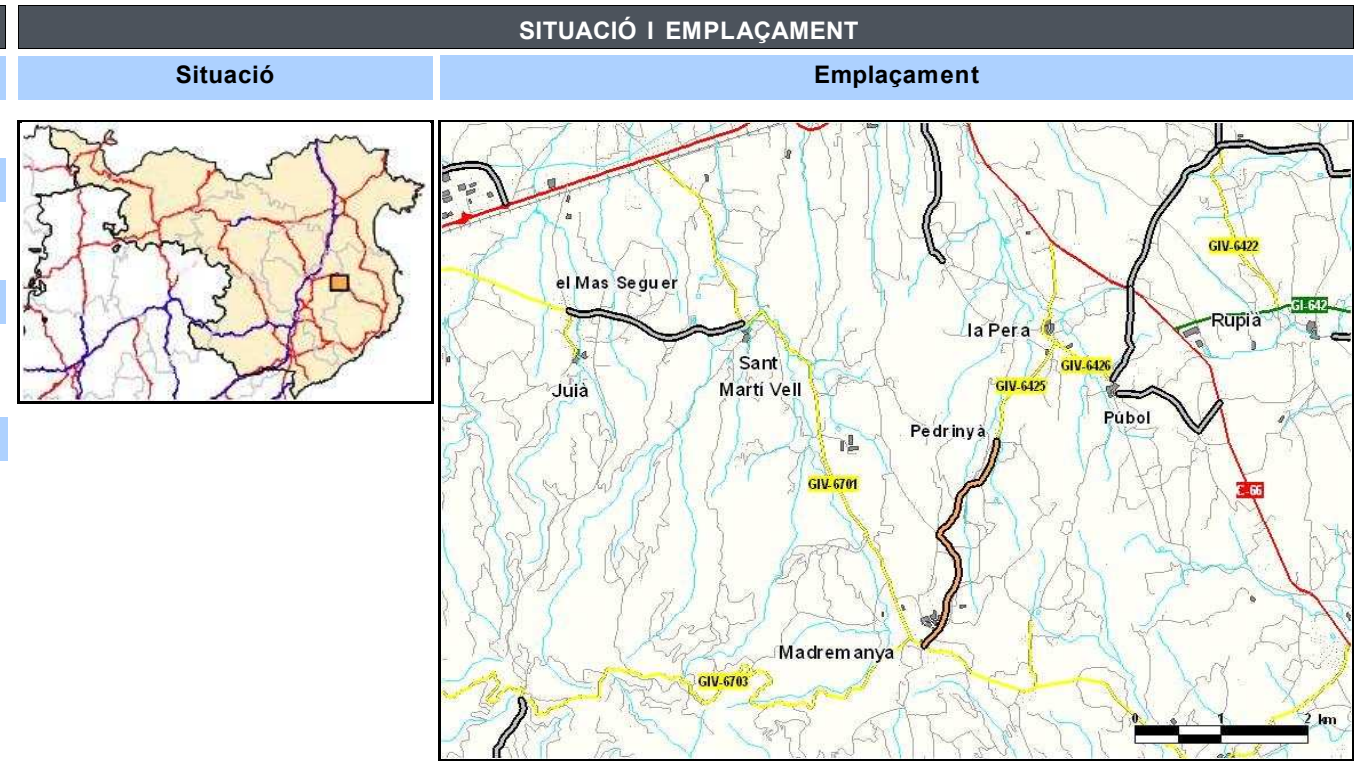 SITUACIÓ I EMPLAÇAMENT
Situació
Emplaçament
GIV-6422
el Mas Seguer
GI-642
Rupià
la Pera
Sant
Martí Vell
GIV-6426
Juià
GIV-6425
Púbol
Pedrinyà
GIV-6701
C-66
Madremanya
GIV-6703
0 1 2 km